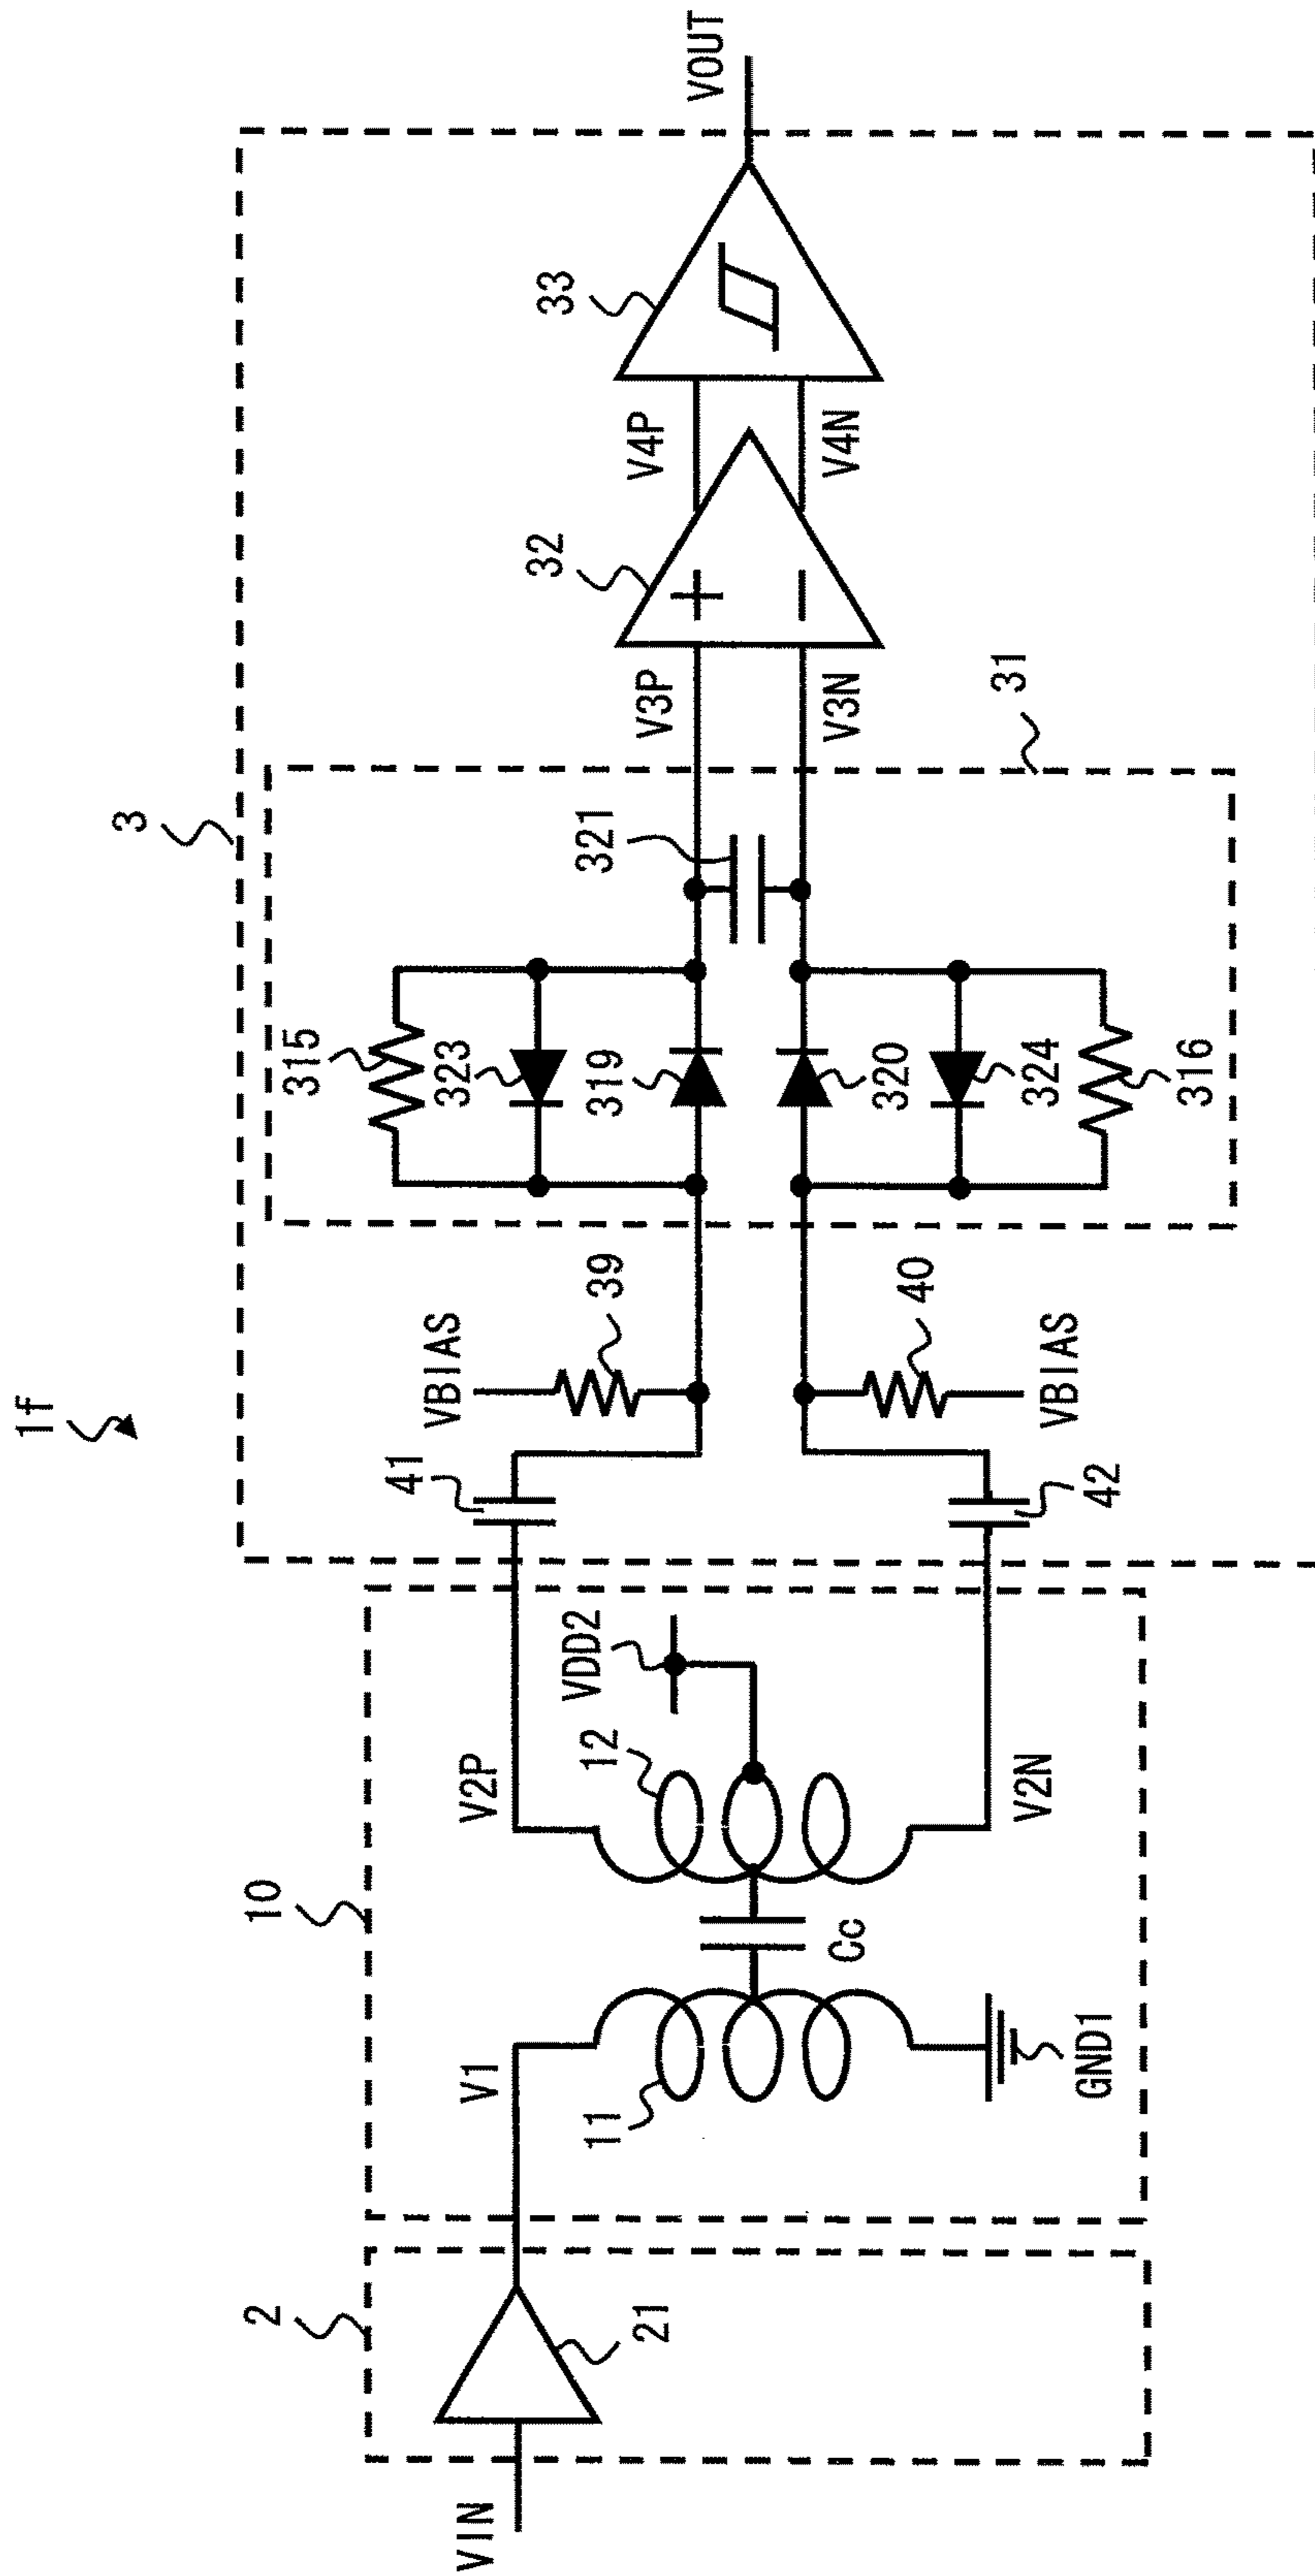 1f
3
VOUT
33
V4P
V4N
32
V3P
V3N
31
321
315
323
319
320
324
316
39
VBIAS
40
VBIAS
41
42
10
VDD2
12
V2P
V2N
Cc
V1
11
GND1
2
21
VIN